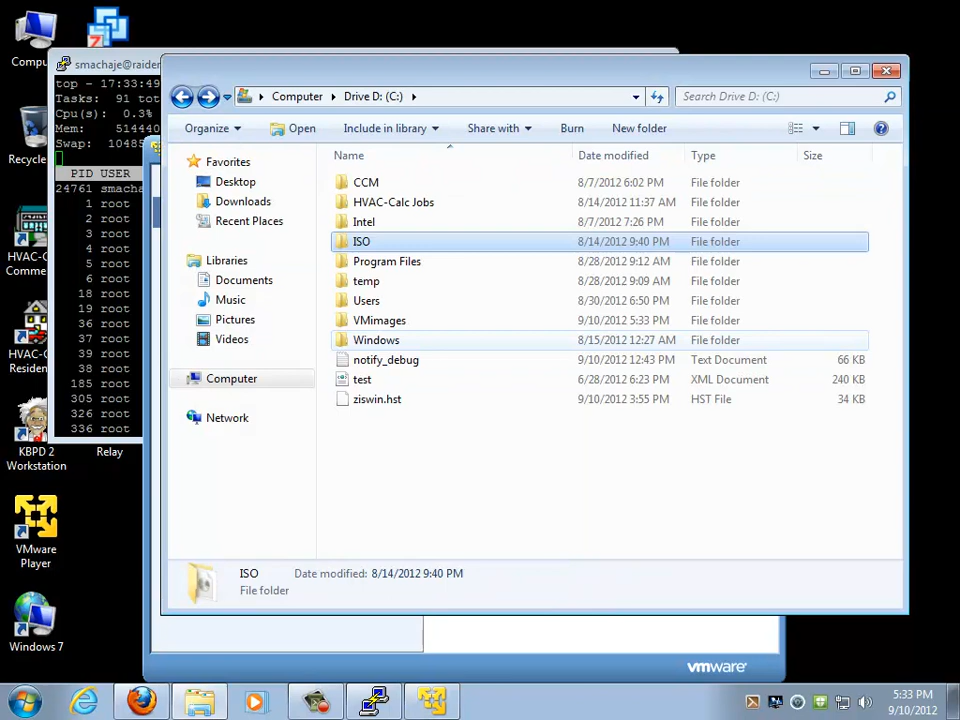 Compu
smachaje@raider
top - 17:33:49
Tasks: 91 tot
Cpu(s): 0.3%
Mem: 514440
Swap: 10485
PID USER
24761 smacha
1 root
2 root
3 root
4 root
5 root
6 root
18 root
19 root
36 root
37 root
39 root
38 root
185 root
305 root
326 root
336 root
Recycle
HVAC-C
Comme
HVAC-
Residen
KBPD 2
Workstation
Relay
VMware
Player
Windows 7
Computer
Drive D: (C:)
Search Drive D: (C:)
Organize
Open
Include in library
Share with
Burn
New folder
Favorites
Desktop
Downloads
Recent Places
Libraries
Documents
Music
Pictures
Videos
Computer
Network
Name Date modified Type Size
CCM 8/7/2012 6:02 PM File folder
HVAC-Calc Jobs 8/14/2012 11:37 AM File folder
Intel 8/7/2012 7:26 PM File folder
ISO 8/14/2012 9:40 PM File folder
Program Files 8/28/2012 9:12 AM File folder
temp 8/28/2012 9:09 AM File folder
Users 8/30/2012 6:50 PM File folder
VMimages 9/10/2012 5:33 PM File folder
Windows 8/15/2012 12:27 AM File folder
notify_debug 9/10/2012 12:43 PM Text Document 66 KB
test 6/28/2012 6:23 PM XML Document 240 KB
ziswin.hst 9/10/2012 3:55 PM HST File 34 KB
ISO Date modified: 8/14/2012 9:40 PM
File folder
vmware
5:33 PM
9/10/2012